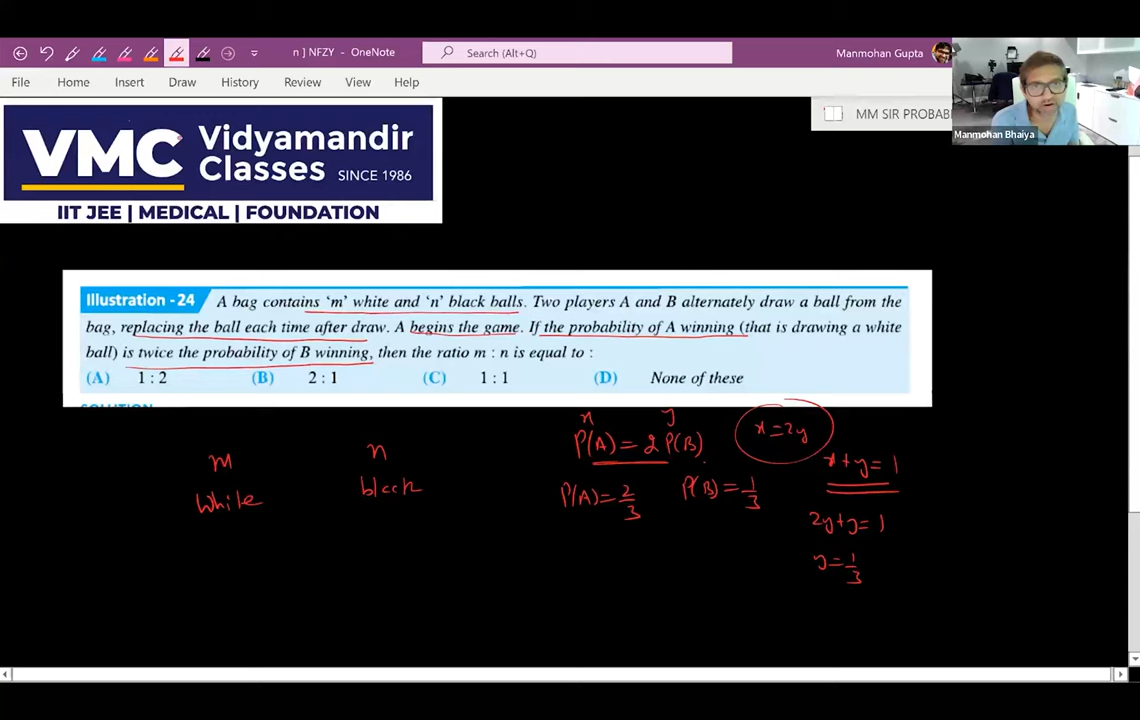 n ] NFZY - OneNote
Search (Alt+Q)
Manmohan Gupta
File Home Insert Draw History Review View Help
MM SIR PROBAB
Manmohan Bhaiya
VMC Vidyamandir Classes SINCE 1986
IIT JEE | MEDICAL | FOUNDATION
Illustration - 24 A bag contains ‘m’ white and ‘n’ black balls. Two players A and B alternately draw a ball from the
bag, replacing the ball each time after draw. A begins the game. If the probability of A winning (that is drawing a white
ball) is twice the probability of B winning, then the ratio m : n is equal to :
(A) 1 : 2 (B) 2 : 1 (C) 1 : 1 (D) None of these
SOLUTION
x y
P(A) = 2 P(B)
x = 2y
m n
x + y = 1
white black
P(A) = 2/3 P(B) = 1/3
2y + y = 1
y = 1/3